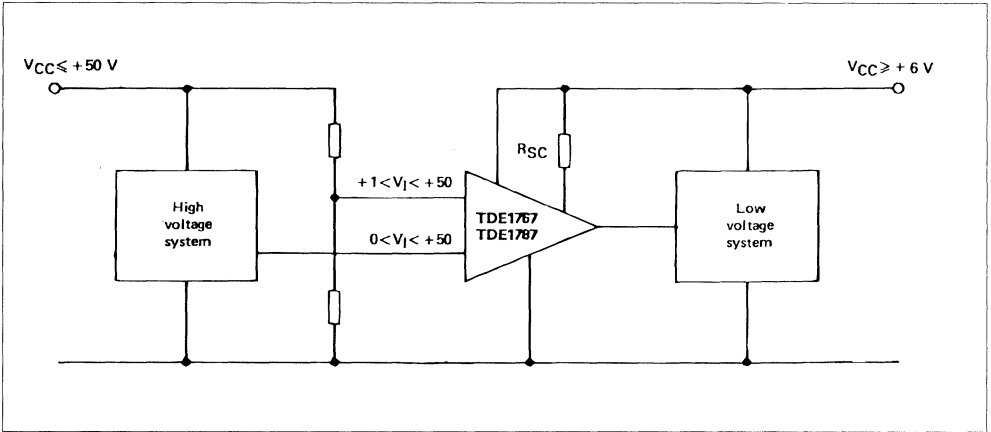 VCC ≤ +50 V
VCC ≥ + 6 V
RSC
+1<VI< +50
High
voltage
system
TDE1767
TDE1787
Low
voltage
system
0<VI< +50